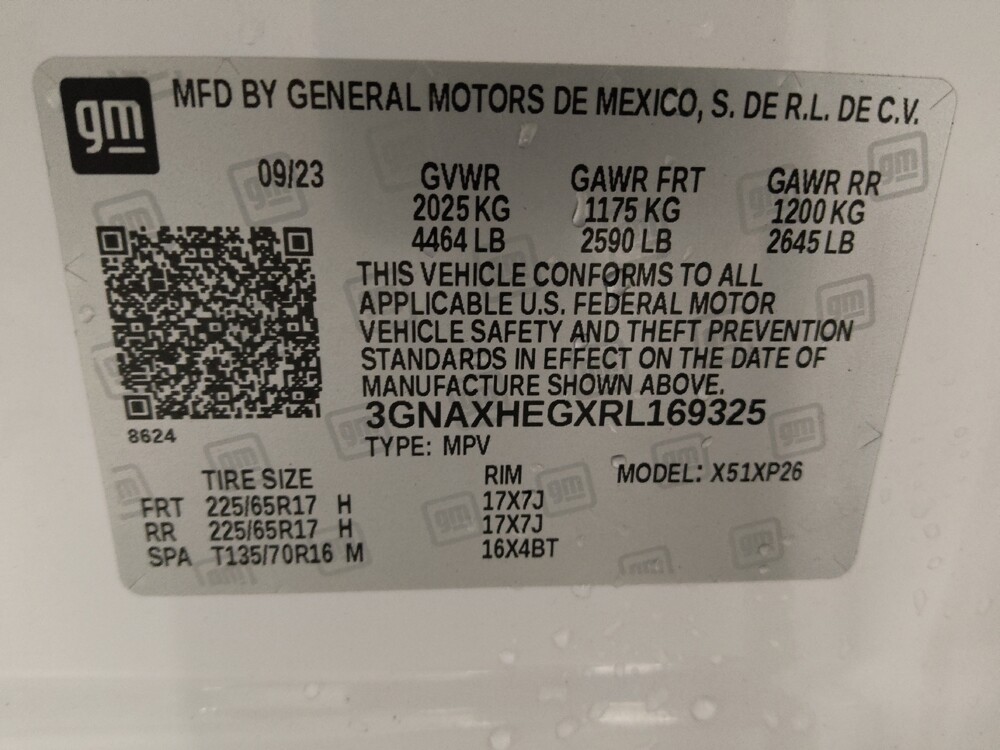 gm
MFD BY GENERAL MOTORS DE MEXICO, S. DE R.L. DE C.V.
09/23 GVWR GAWR FRT GAWR RR
2025 KG 1175 KG 1200 KG
4464 LB 2590 LB 2645 LB
THIS VEHICLE CONFORMS TO ALL
APPLICABLE U.S. FEDERAL MOTOR
VEHICLE SAFETY AND THEFT PREVENTION
STANDARDS IN EFFECT ON THE DATE OF
MANUFACTURE SHOWN ABOVE.
3GNAXHEGXRL169325
8624
TYPE: MPV
TIRE SIZE RIM MODEL: X51XP26
FRT 225/65R17 H 17X7J
RR 225/65R17 H 17X7J
SPA T135/70R16 M 16X4BT